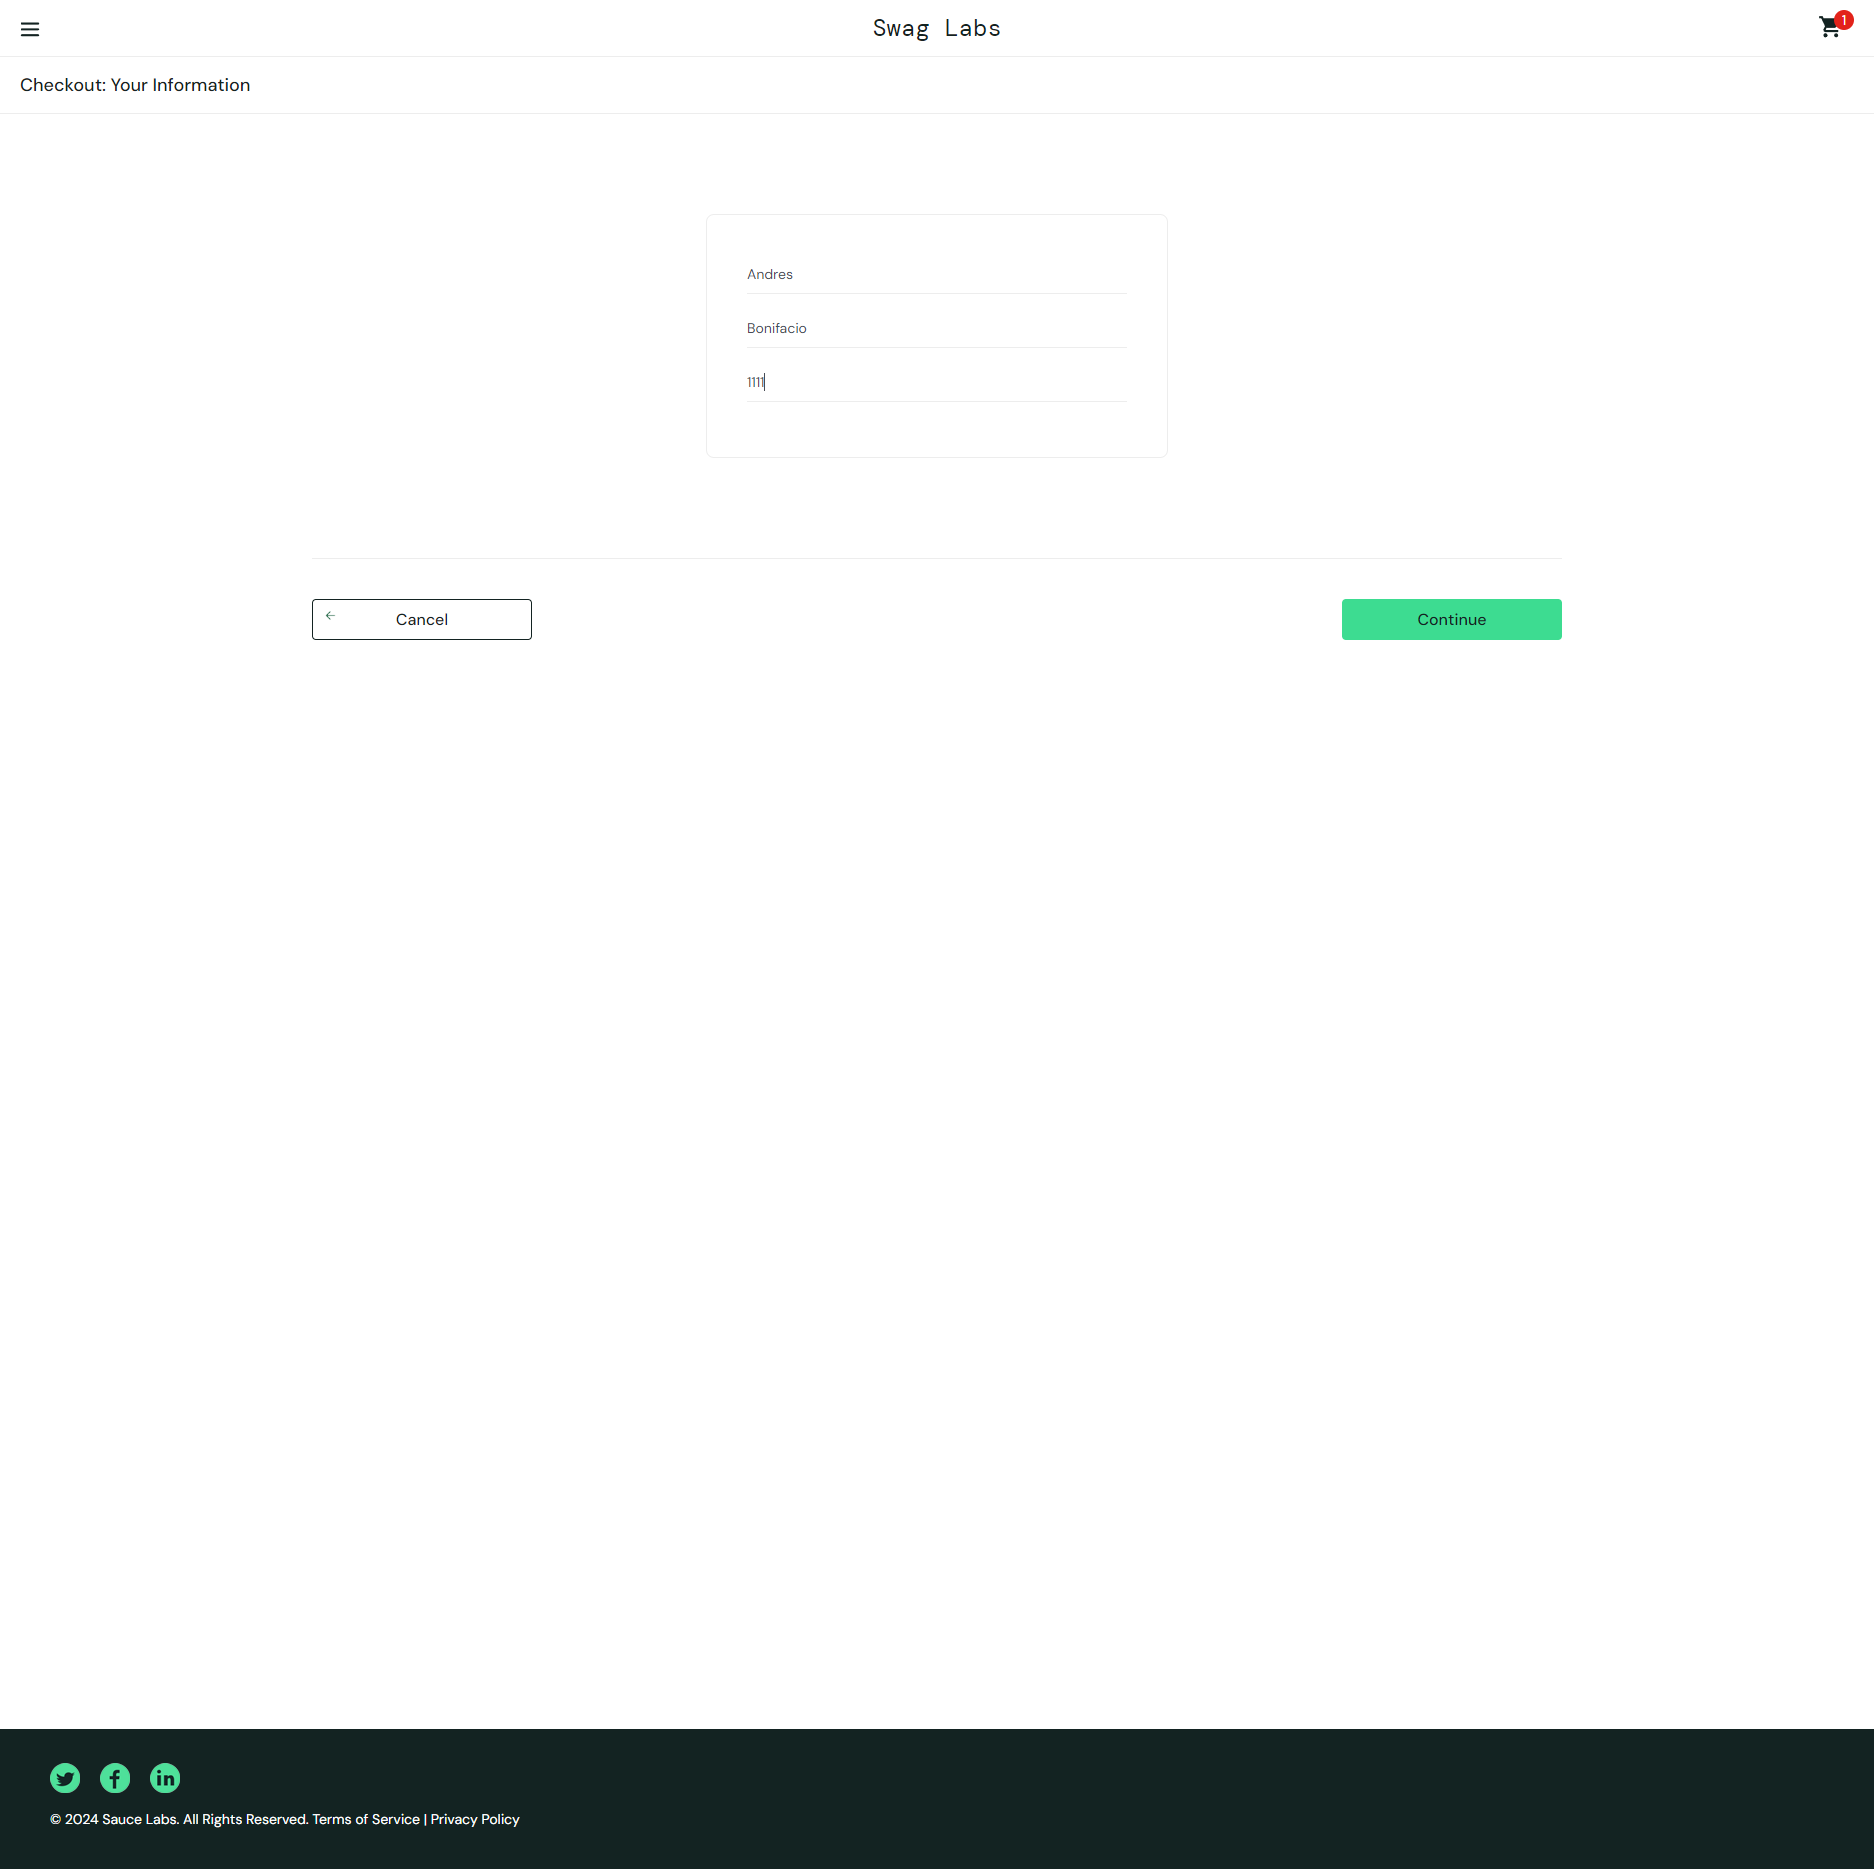 Swag Labs
1
Checkout: Your Information
Andres
Bonifacio
1111
Cancel
Continue
© 2024 Sauce Labs. All Rights Reserved. Terms of Service | Privacy Policy